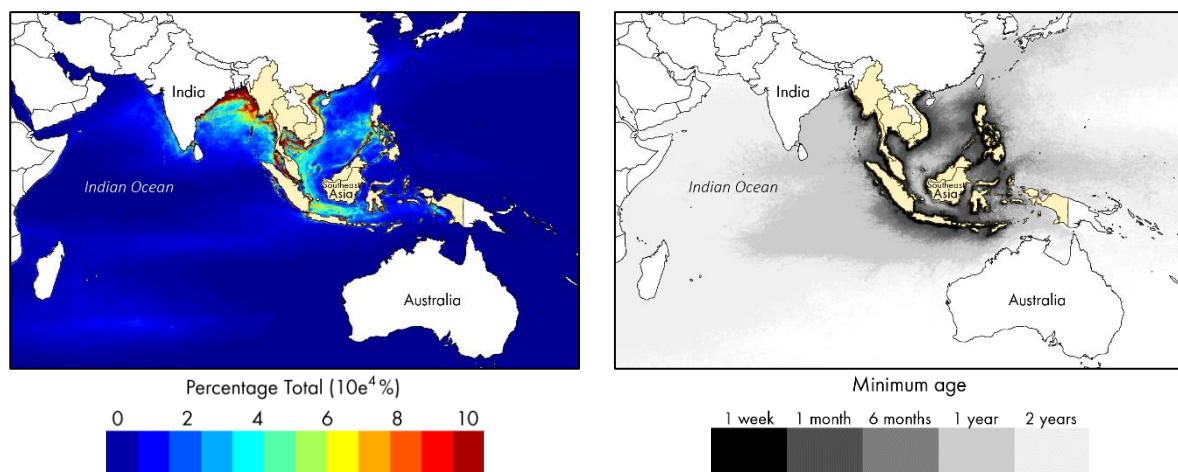 India
Southeast
Asia
Indian Ocean
Australia
Percentage Total (10e⁴ %)
0 2 4 6 8 10
India
Southeast
Asia
Indian Ocean
Australia
Minimum age
1 week 1 month 6 months 1 year 2 years